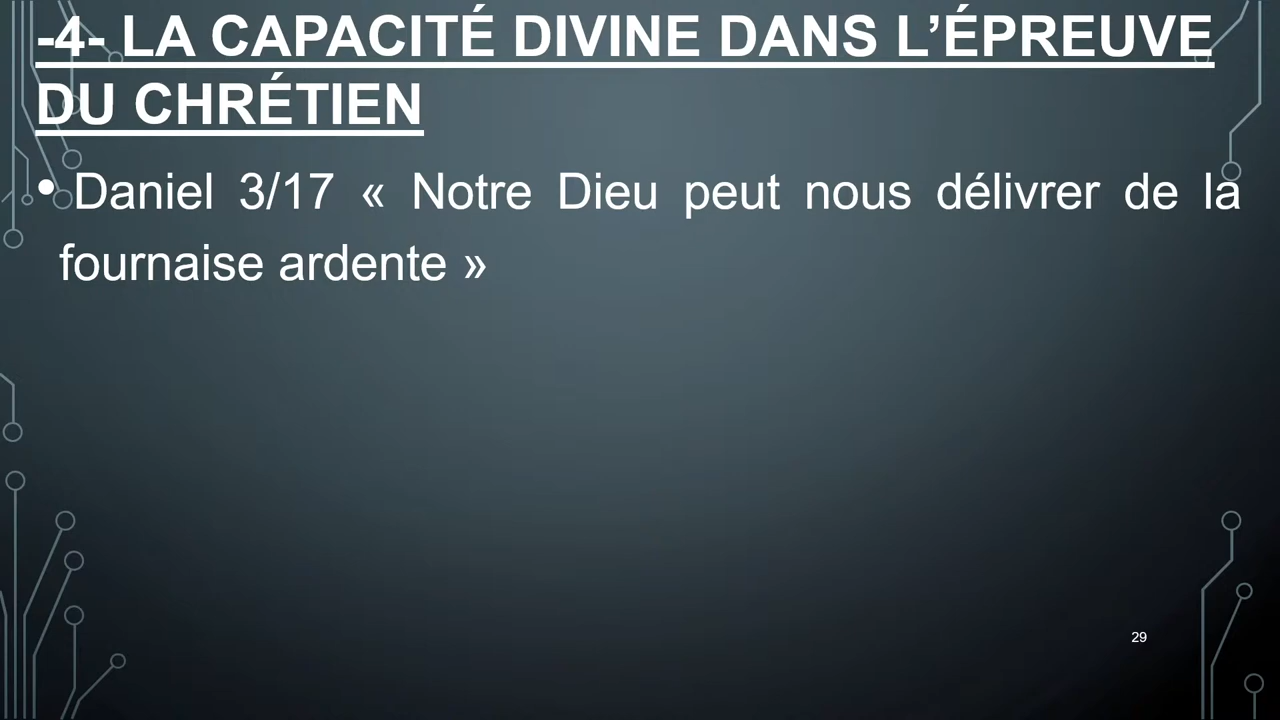 -4- LA CAPACITÉ DIVINE DANS L’ÉPREUVE
DU CHRÉTIEN
• Daniel 3/17 « Notre Dieu peut nous délivrer de la
fournaise ardente »
29